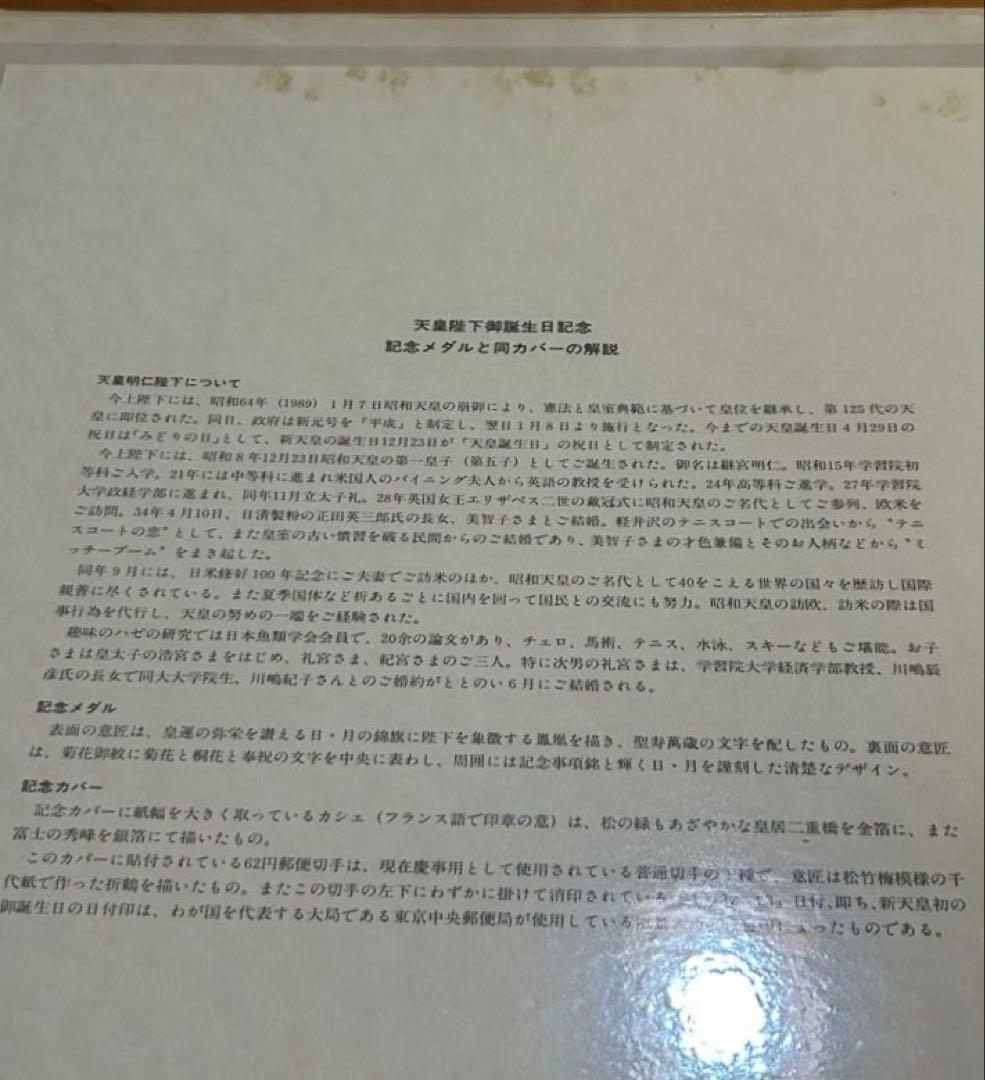 天皇陛下御誕生日記念
記念メダルと同カバーの解説
天皇明仁陛下について
今上陛下には、昭和64年（1989）1月7日昭和天皇の崩御により、憲法と皇室典範に基づいて皇位を継承し、第125代の天
皇に即位された。同日、政府は新元号を「平成」と制定し、翌日1月8日より施行となった。今までの天皇誕生日4月29日の
祝日は「みどりの日」として、新天皇の誕生日12月23日が「天皇誕生日」の祝日として制定された。
今上陛下には、昭和8年12月23日昭和天皇の第一皇子（第五子）としてご誕生された。御名は継宮明仁。昭和15年学習院初
等科ご入学。21年には中等科に進まれ米国人のバイニング夫人から英語の教授を受けられた。24年高等科ご進学。27年学習院
大学政経学部に進まれ、同年11月立太子礼。28年英国女王エリザベス二世の戴冠式に昭和天皇のご名代としてご参列、欧米を
ご訪問。34年4月10日、日清製粉の正田英三郎氏の長女、美智子さまとご結婚。軽井沢のテニスコートでの出会いから〝テニ
スコートの恋〟として、また皇室の古い慣習を破る民間からのご結婚であり、美智子さまの才色兼備とそのお人柄などから〝ミ
ッチーブーム〟をまき起した。
同年9月には、日米修好100年記念にご夫妻でご訪米のほか、昭和天皇のご名代として40をこえる世界の国々を歴訪し国際
親善に尽くされている。また夏季国体など折あるごとに国内を回って国民との交流にも努力。昭和天皇の訪欧、訪米の際は国
事行為を代行し、天皇の努めの一端をご経験された。
趣味のハゼの研究では日本魚類学会会員で、20余の論文があり、チェロ、馬術、テニス、水泳、スキーなどもご堪能。お子
さまは皇太子の浩宮さまをはじめ、礼宮さま、紀宮さまのご三人。特に次男の礼宮さまは、学習院大学経済学部教授、川嶋辰
彦氏の長女で同大大学院生、川嶋紀子さんとのご婚約がととのい6月にご結婚される。
記念メダル
表面の意匠は、皇運の弥栄を讃える日・月の錦旗に陛下を象徴する鳳凰を描き、聖寿萬歳の文字を配したもの。裏面の意匠
は、菊花御紋に菊花と桐花と奉祝の文字を中央に表わし、周囲には記念事項銘と輝く日・月を謹刻した清楚なデザイン。
記念カバー
記念カバーに紙幅を大きく取っているカシェ（フランス語で印章の意）は、松の緑もあざやかな皇居二重橋を金箔に、また
富士の秀峰を銀箔にて描いたもの。
このカバーに貼付されている62円郵便切手は、現在慶事用として使用されている普通切手の1種で、意匠は松竹梅模様の千
代紙で作った折鶴を描いたもの。またこの切手の左下にわずかに掛けて消印されている 日付、即ち、新天皇初の
御誕生日の日付印は、わが国を代表する大局である東京中央郵便局が使用している ったものである。